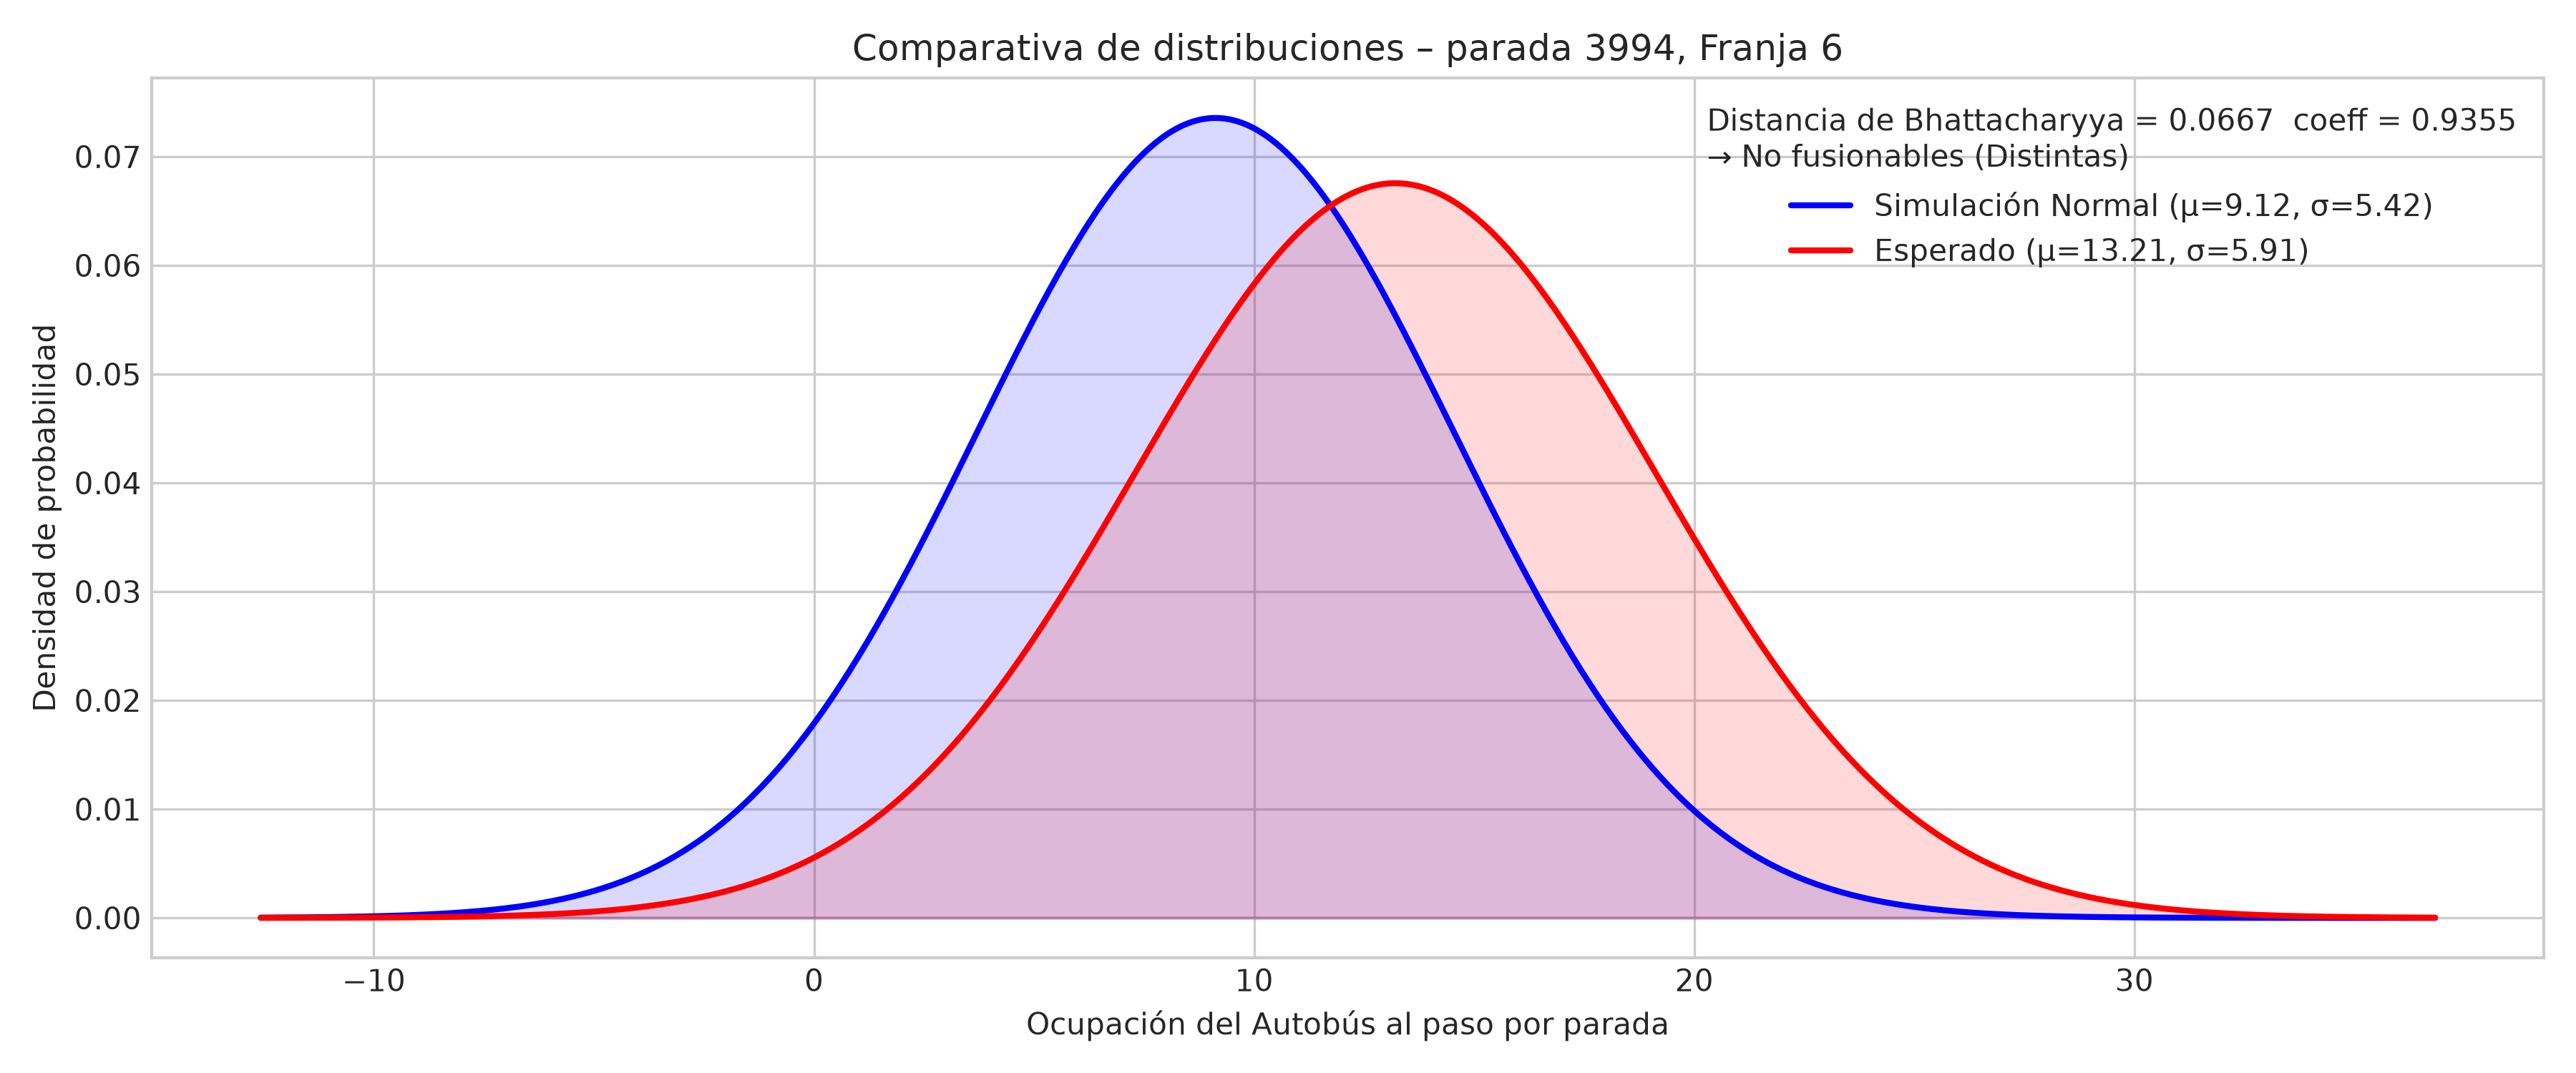 Comparativa de distribuciones – parada 3994, Franja 6
Distancia de Bhattacharyya = 0.0667  coeff = 0.9355
→ No fusionables (Distintas)
Simulación Normal (μ=9.12, σ=5.42)
Esperado (μ=13.21, σ=5.91)
Densidad de probabilidad
0.07
0.06
0.05
0.04
0.03
0.02
0.01
0.00
−10 0 10 20 30
Ocupación del Autobús al paso por parada